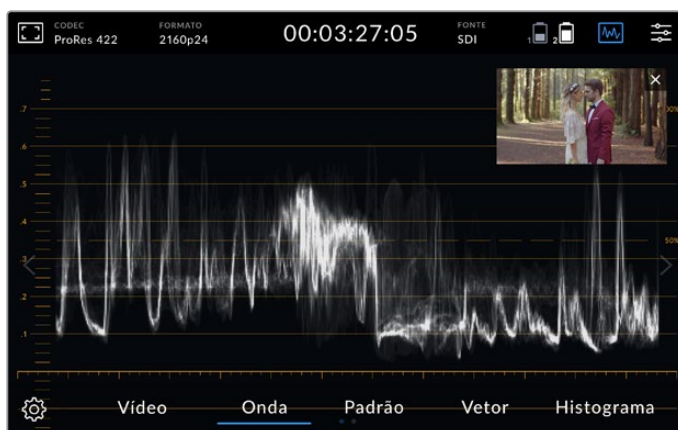 CODEC
ProRes 422
FORMATO
2160p24
00:03:27:05
FONTE
SDI
1
2
.7
.6
.5
.4
.3
.2
.1
50%
Vídeo
Onda
Padrão
Vetor
Histograma